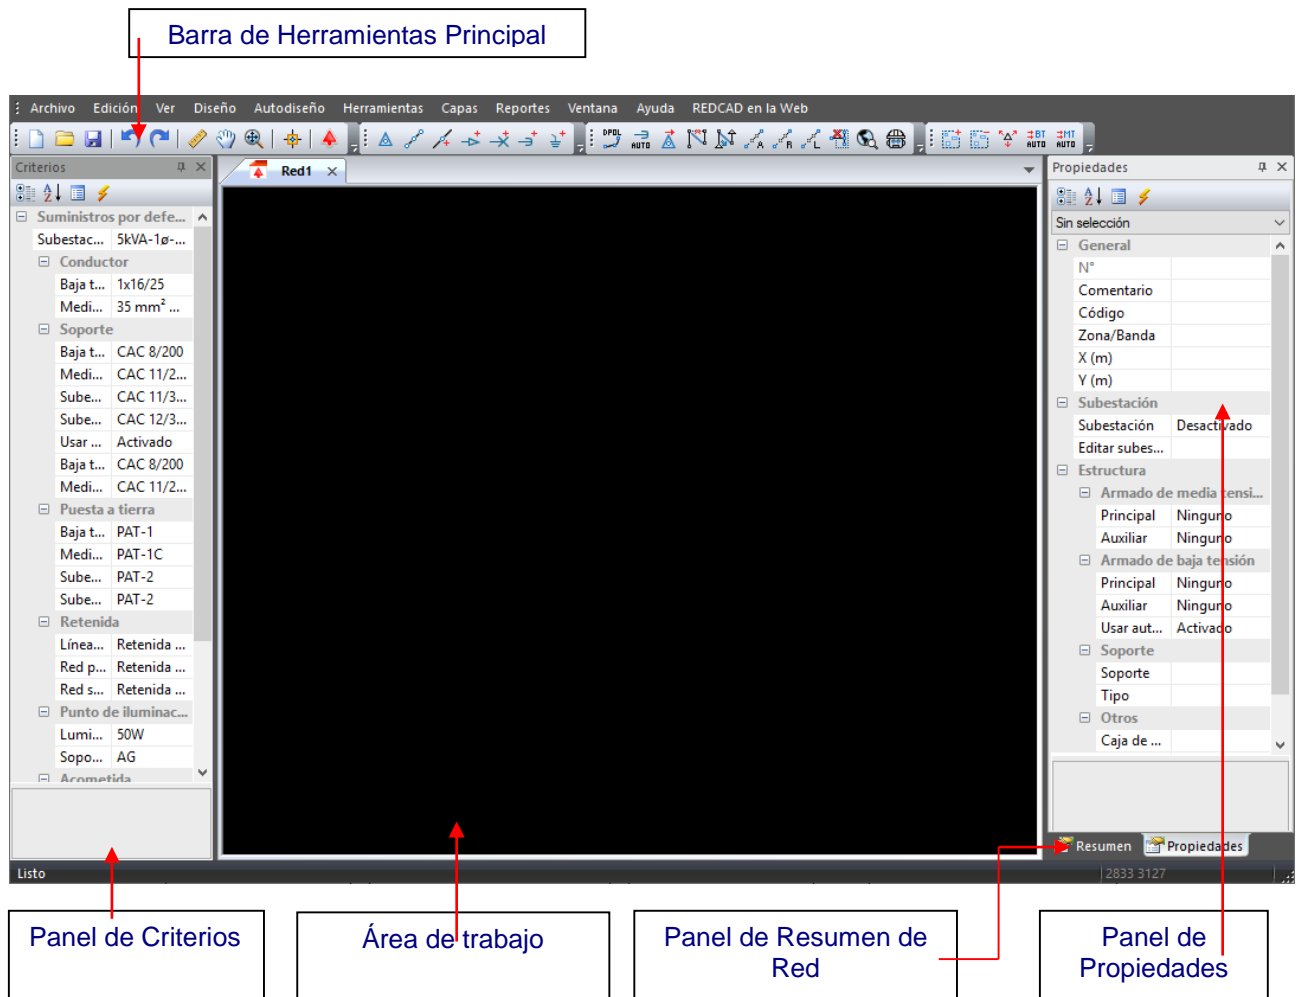 Barra de Herramientas Principal
Archivo Edición Ver Diseño Autodiseño Herramientas Capas Reportes Ventana Ayuda REDCAD en la Web
DPOL AUTO A R L BT AUTO MT AUTO
Criterios
Suministros por defe...
Subestac... 5kVA-1ø-...
Conductor
Baja t... 1x16/25
Medi... 35 mm² ...
Soporte
Baja t... CAC 8/200
Medi... CAC 11/2...
Sube... CAC 11/3...
Sube... CAC 12/3...
Usar ... Activado
Baja t... CAC 8/200
Medi... CAC 11/2...
Puesta a tierra
Baja t... PAT-1
Medi... PAT-1C
Sube... PAT-2
Sube... PAT-2
Retenida
Línea... Retenida ...
Red p... Retenida ...
Red s... Retenida ...
Punto de iluminac...
Lumi... 50W
Sopo... AG
Acometida
Red1
Propiedades
Sin selección
General
N°
Comentario
Código
Zona/Banda
X (m)
Y (m)
Subestación
Subestación Desactivado
Editar subes...
Estructura
Armado de media tensi...
Principal Ninguno
Auxiliar Ninguno
Armado de baja tensión
Principal Ninguno
Auxiliar Ninguno
Usar aut... Activado
Soporte
Soporte
Tipo
Otros
Caja de ...
Resumen Propiedades
Listo 2833 3127
Panel de Criterios
Área de trabajo
Panel de Resumen de
Red
Panel de
Propiedades